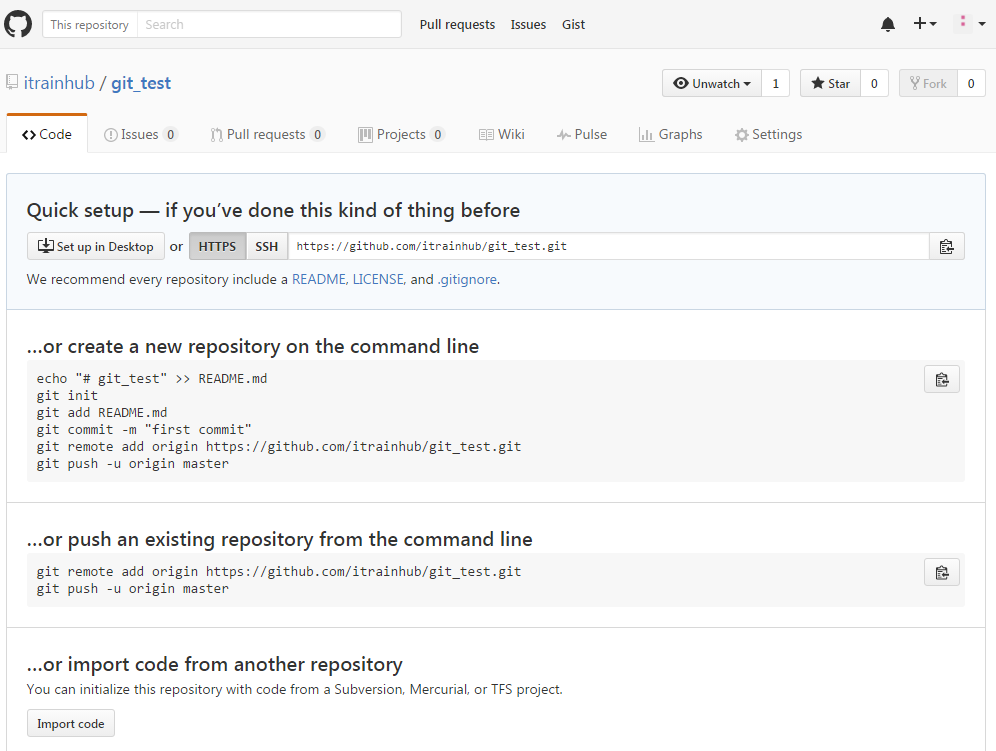 This repository Search Pull requests Issues Gist
itrainhub / git_test Unwatch 1 Star 0 Fork 0
Code Issues 0 Pull requests 0 Projects 0 Wiki Pulse Graphs Settings
Quick setup — if you’ve done this kind of thing before
Set up in Desktop or HTTPS SSH https://github.com/itrainhub/git_test.git
We recommend every repository include a README, LICENSE, and .gitignore.
…or create a new repository on the command line
echo "# git_test" >> README.md
git init
git add README.md
git commit -m "first commit"
git remote add origin https://github.com/itrainhub/git_test.git
git push -u origin master
…or push an existing repository from the command line
git remote add origin https://github.com/itrainhub/git_test.git
git push -u origin master
…or import code from another repository
You can initialize this repository with code from a Subversion, Mercurial, or TFS project.
Import code